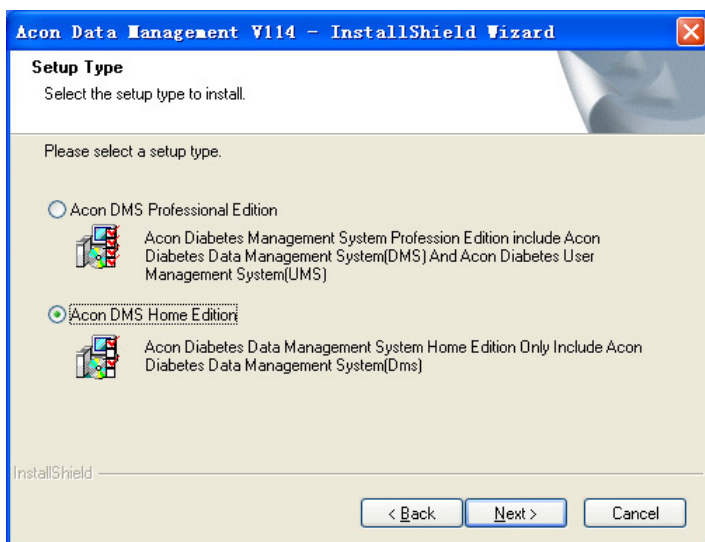 Acon Data Management V114 - InstallShield Wizard
Setup Type
Select the setup type to install.
Please select a setup type.
Acon DMS Professional Edition
Acon Diabetes Management System Profession Edition include Acon
Diabetes Data Management System(DMS) And Acon Diabetes User
Management System(UMS)
Acon DMS Home Edition
Acon Diabetes Data Management System Home Edition Only Include Acon
Diabetes Data Management System(Dms)
InstallShield
< Back
Next >
Cancel